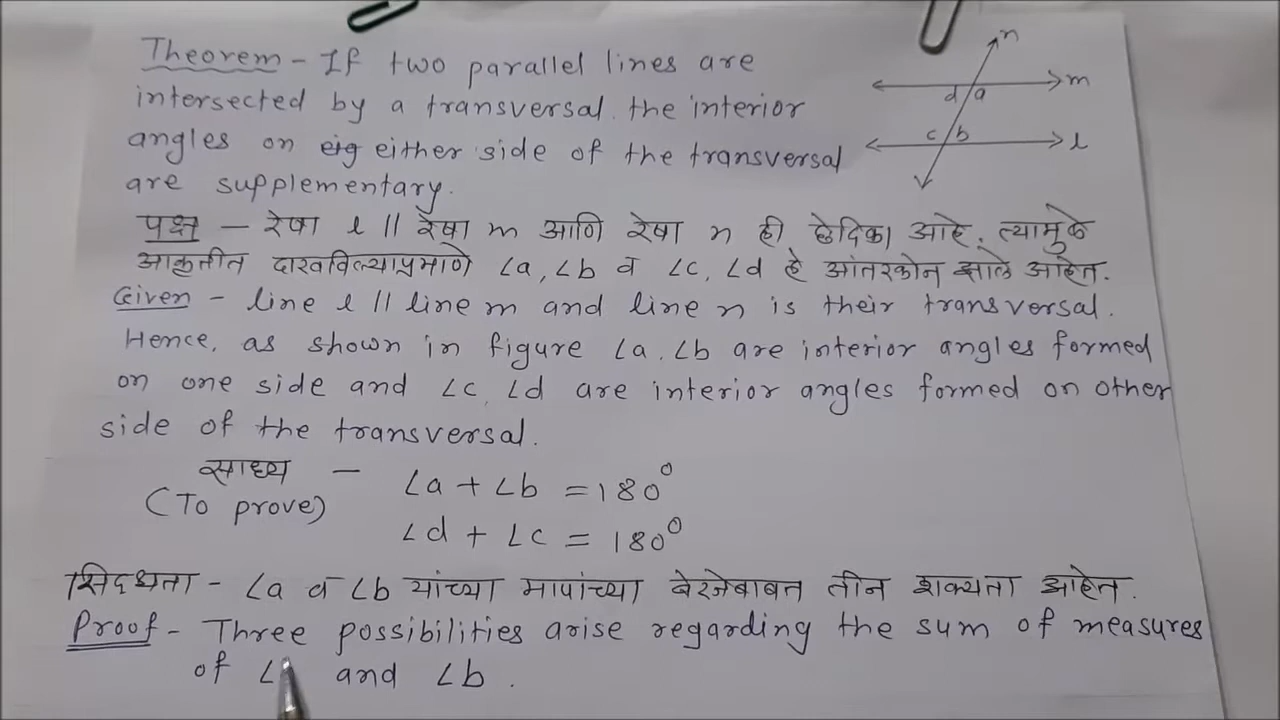 Theorem - If two parallel lines are
intersected by a transversal. the interior
angles on either side of the transversal
are supplementary.
n
m
d a
c b
l
पक्ष - रेषा l || रेषा m आणि रेषा n ही छेदिका आहे. त्यामुळे
आकृतीत दाखविल्याप्रमाणे ∠a, ∠b व ∠c, ∠d हे आंतरकोन झाले आहेत.
Given - line l || line m and line n is their transversal.
Hence, as shown in figure ∠a, ∠b are interior angles formed
on one side and ∠c, ∠d are interior angles formed on other
side of the transversal.
साध्य - ∠a + ∠b = 180°
(To prove)
∠d + ∠c = 180°
सिद्धता - ∠a व ∠b यांच्या मापांच्या बेरजेबाबत तीन शक्यता आहेत.
Proof - Three possibilities arise regarding the sum of measures
of ∠ and ∠b.